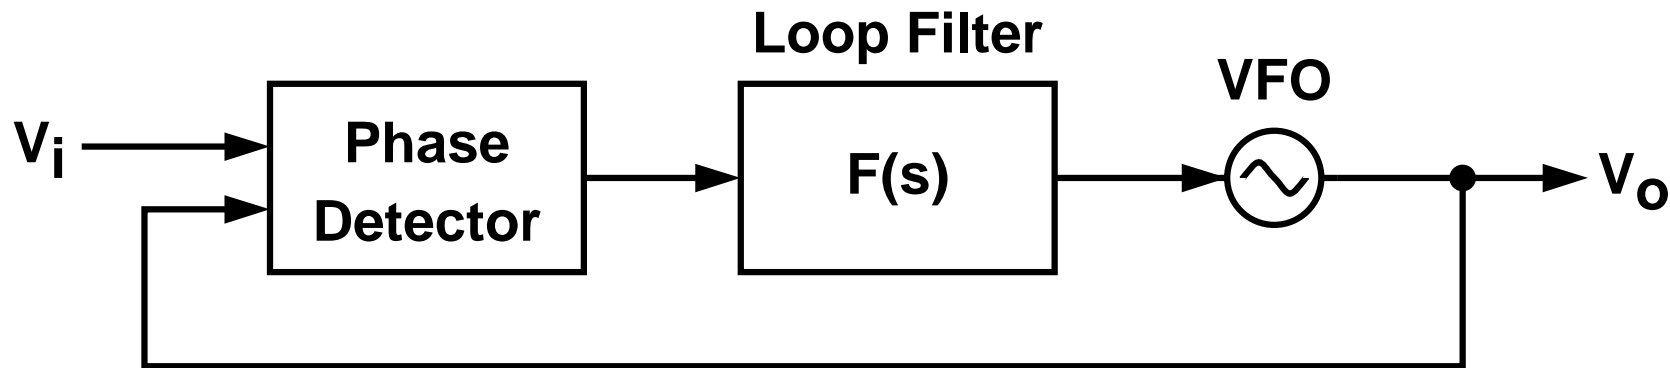 Loop Filter
VFO
Vi
Phase
Detector
F(s)
Vo